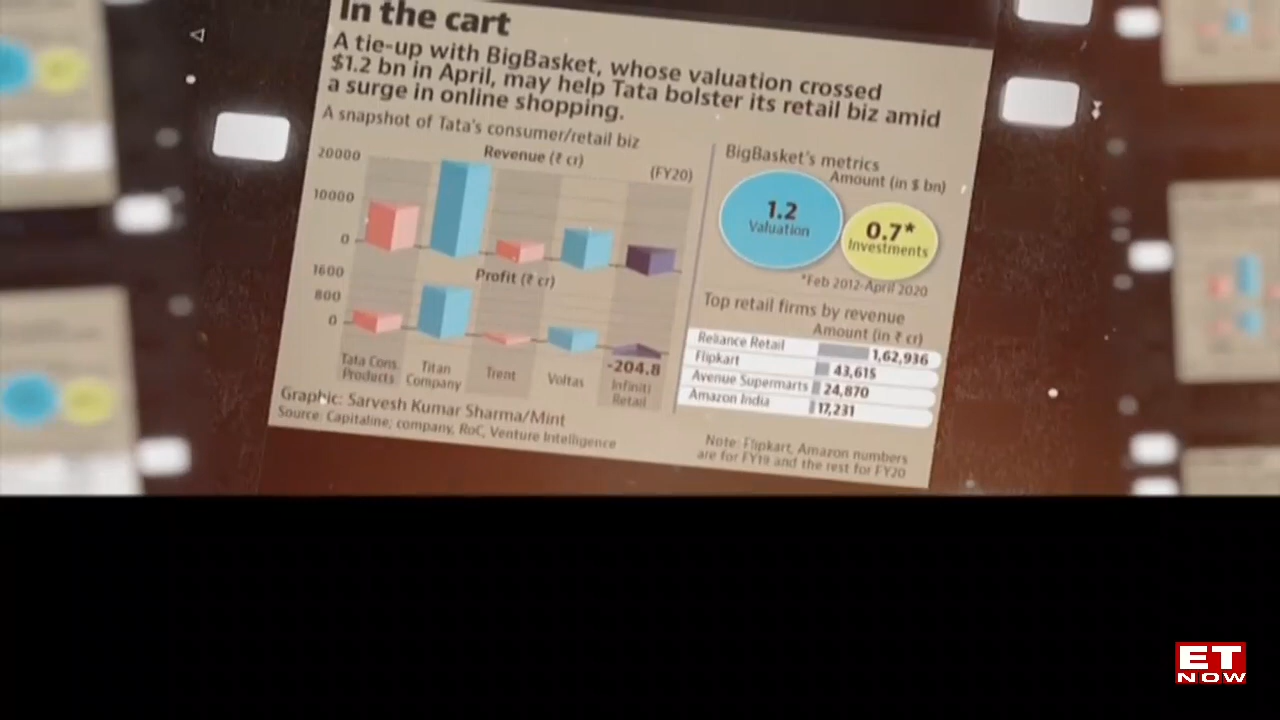 In the cart
A tie-up with BigBasket, whose valuation crossed
$1.2 bn in April, may help Tata bolster its retail biz amid
a surge in online shopping.
A snapshot of Tata's consumer/retail biz
Revenue (₹ cr)
(FY20)
20000
10000
0
Profit (₹ cr)
1600
800
0
-204.8
Tata Cons.
Products
Titan
Company
Trent
Voltas
Infiniti
Retail
Graphic: Sarvesh Kumar Sharma/Mint
Source: Capitaline, company, RoC, Venture Intelligence
BigBasket's metrics
Amount (in $ bn)
1.2
Valuation
0.7*
Investments
*Feb 2012-April 2020
Top retail firms by revenue
Amount (in ₹ cr)
Reliance Retail 1,62,936
Flipkart 43,615
Avenue Supermarts 24,870
Amazon India 17,231
Note: Flipkart, Amazon numbers
are for FY19 and the rest for FY20
ET
NOW